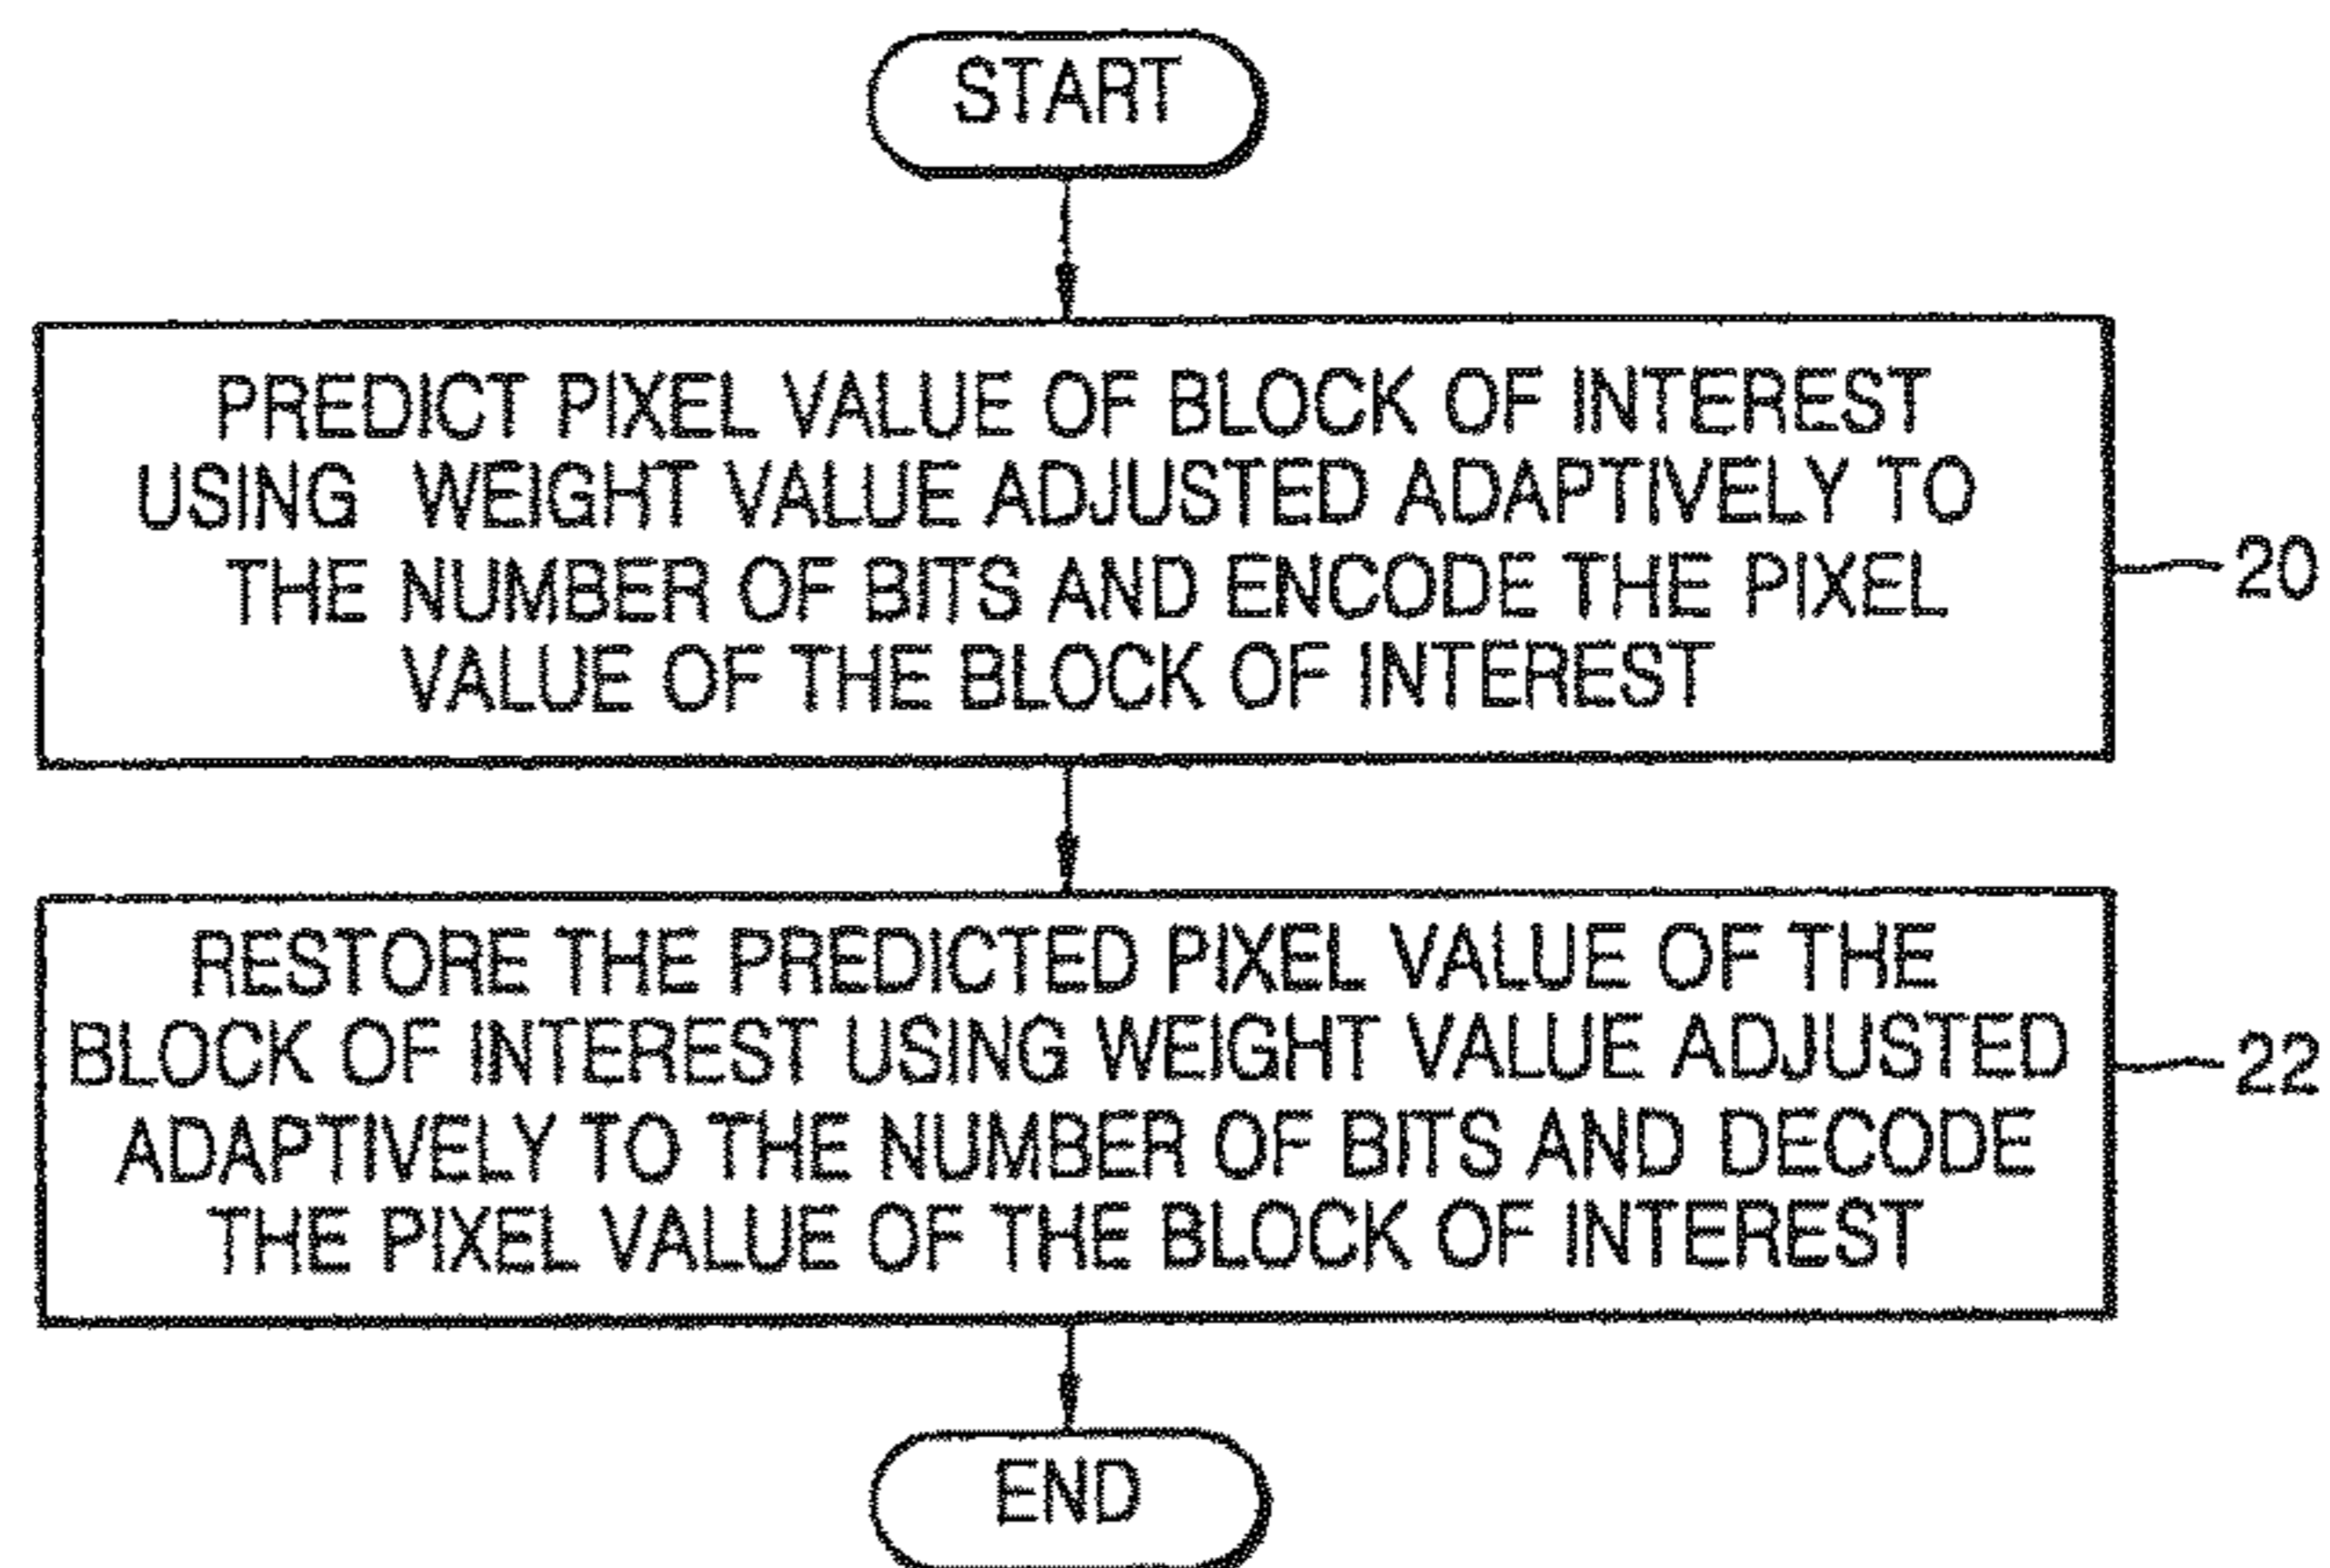 START
PREDICT PIXEL VALUE OF BLOCK OF INTEREST
USING WEIGHT VALUE ADJUSTED ADAPTIVELY TO
THE NUMBER OF BITS AND ENCODE THE PIXEL
VALUE OF THE BLOCK OF INTEREST
20
RESTORE THE PREDICTED PIXEL VALUE OF THE
BLOCK OF INTEREST USING WEIGHT VALUE ADJUSTED
ADAPTIVELY TO THE NUMBER OF BITS AND DECODE
THE PIXEL VALUE OF THE BLOCK OF INTEREST
22
END